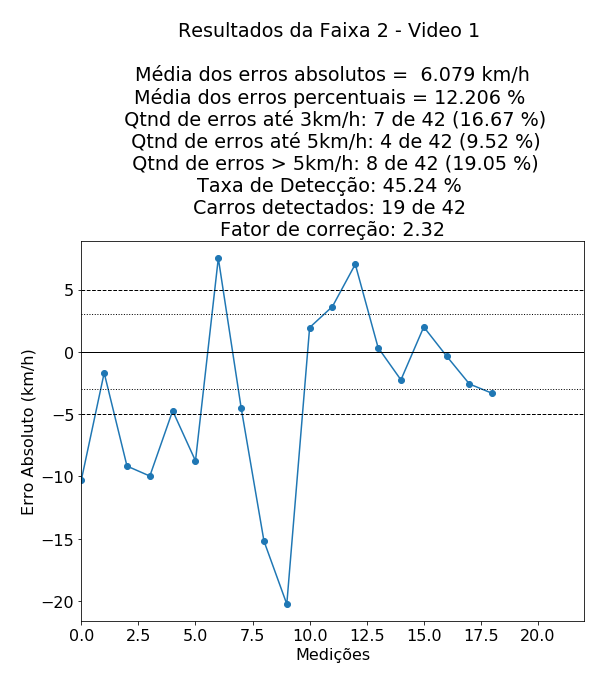 Resultados da Faixa 2 - Video 1
Média dos erros absolutos =  6.079 km/h
Média dos erros percentuais = 12.206 %
Qtnd de erros até 3km/h: 7 de 42 (16.67 %)
Qtnd de erros até 5km/h: 4 de 42 (9.52 %)
Qtnd de erros > 5km/h: 8 de 42 (19.05 %)
Taxa de Detecção: 45.24 %
Carros detectados: 19 de 42
Fator de correção: 2.32
Erro Absoluto (km/h)
5
0
−5
−10
−15
−20
0.0 2.5 5.0 7.5 10.0 12.5 15.0 17.5 20.0
Medições